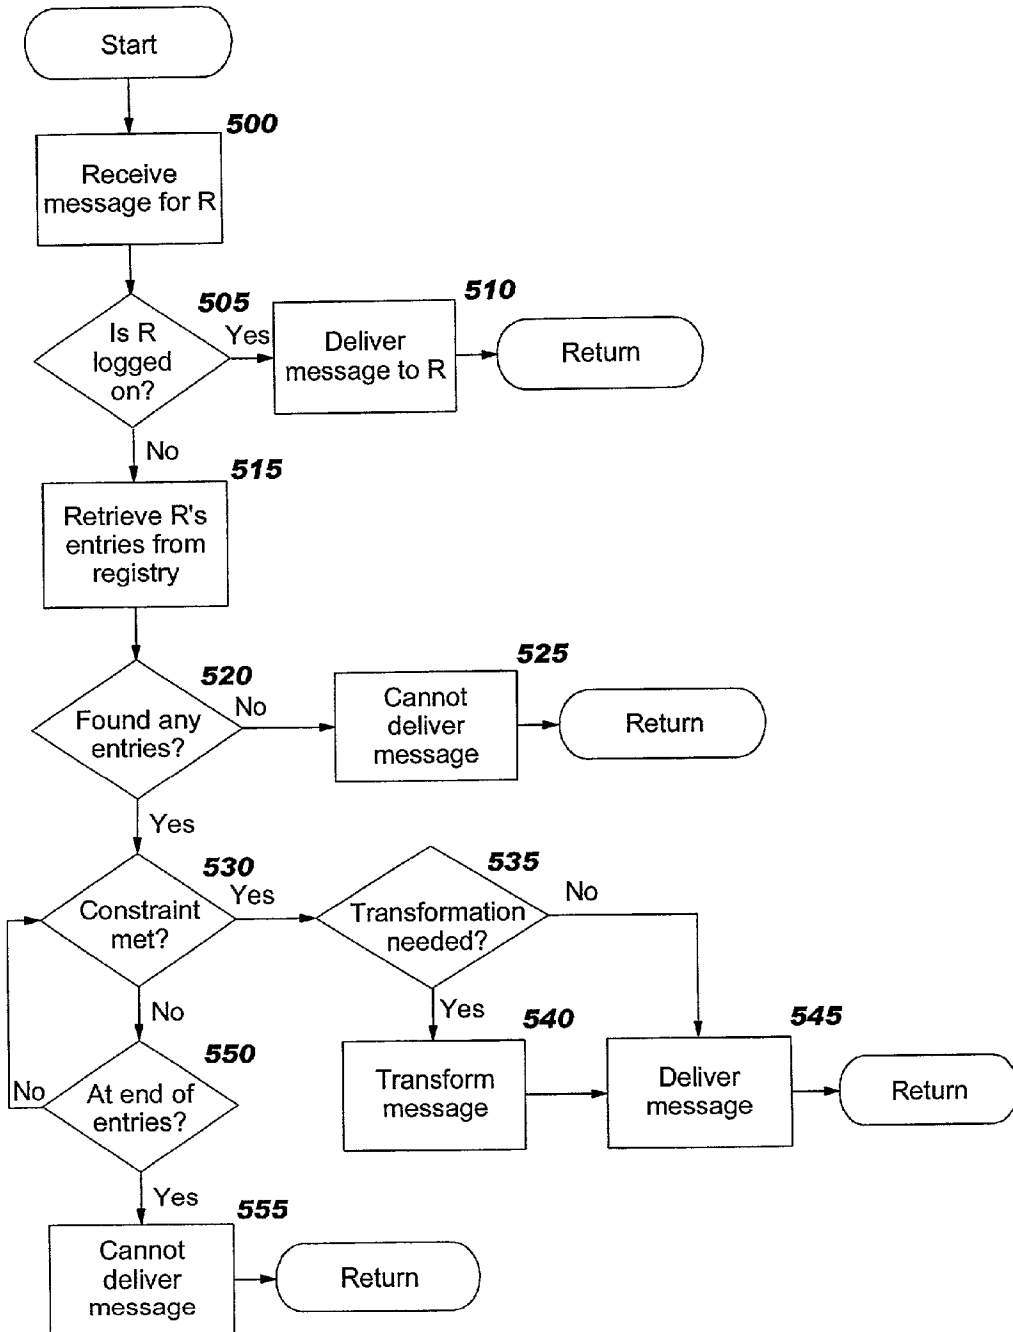 Start
500
Receive
message for R
505
Is R
logged
on?
Yes
510
Deliver
message to R
Return
No
515
Retrieve R's
entries from
registry
520
Found any
entries?
No
525
Cannot
deliver
message
Return
Yes
530
Constraint
met?
Yes
535
Transformation
needed?
No
No
Yes
540
Transform
message
545
Deliver
message
Return
550
At end of
entries?
No
Yes
555
Cannot
deliver
message
Return